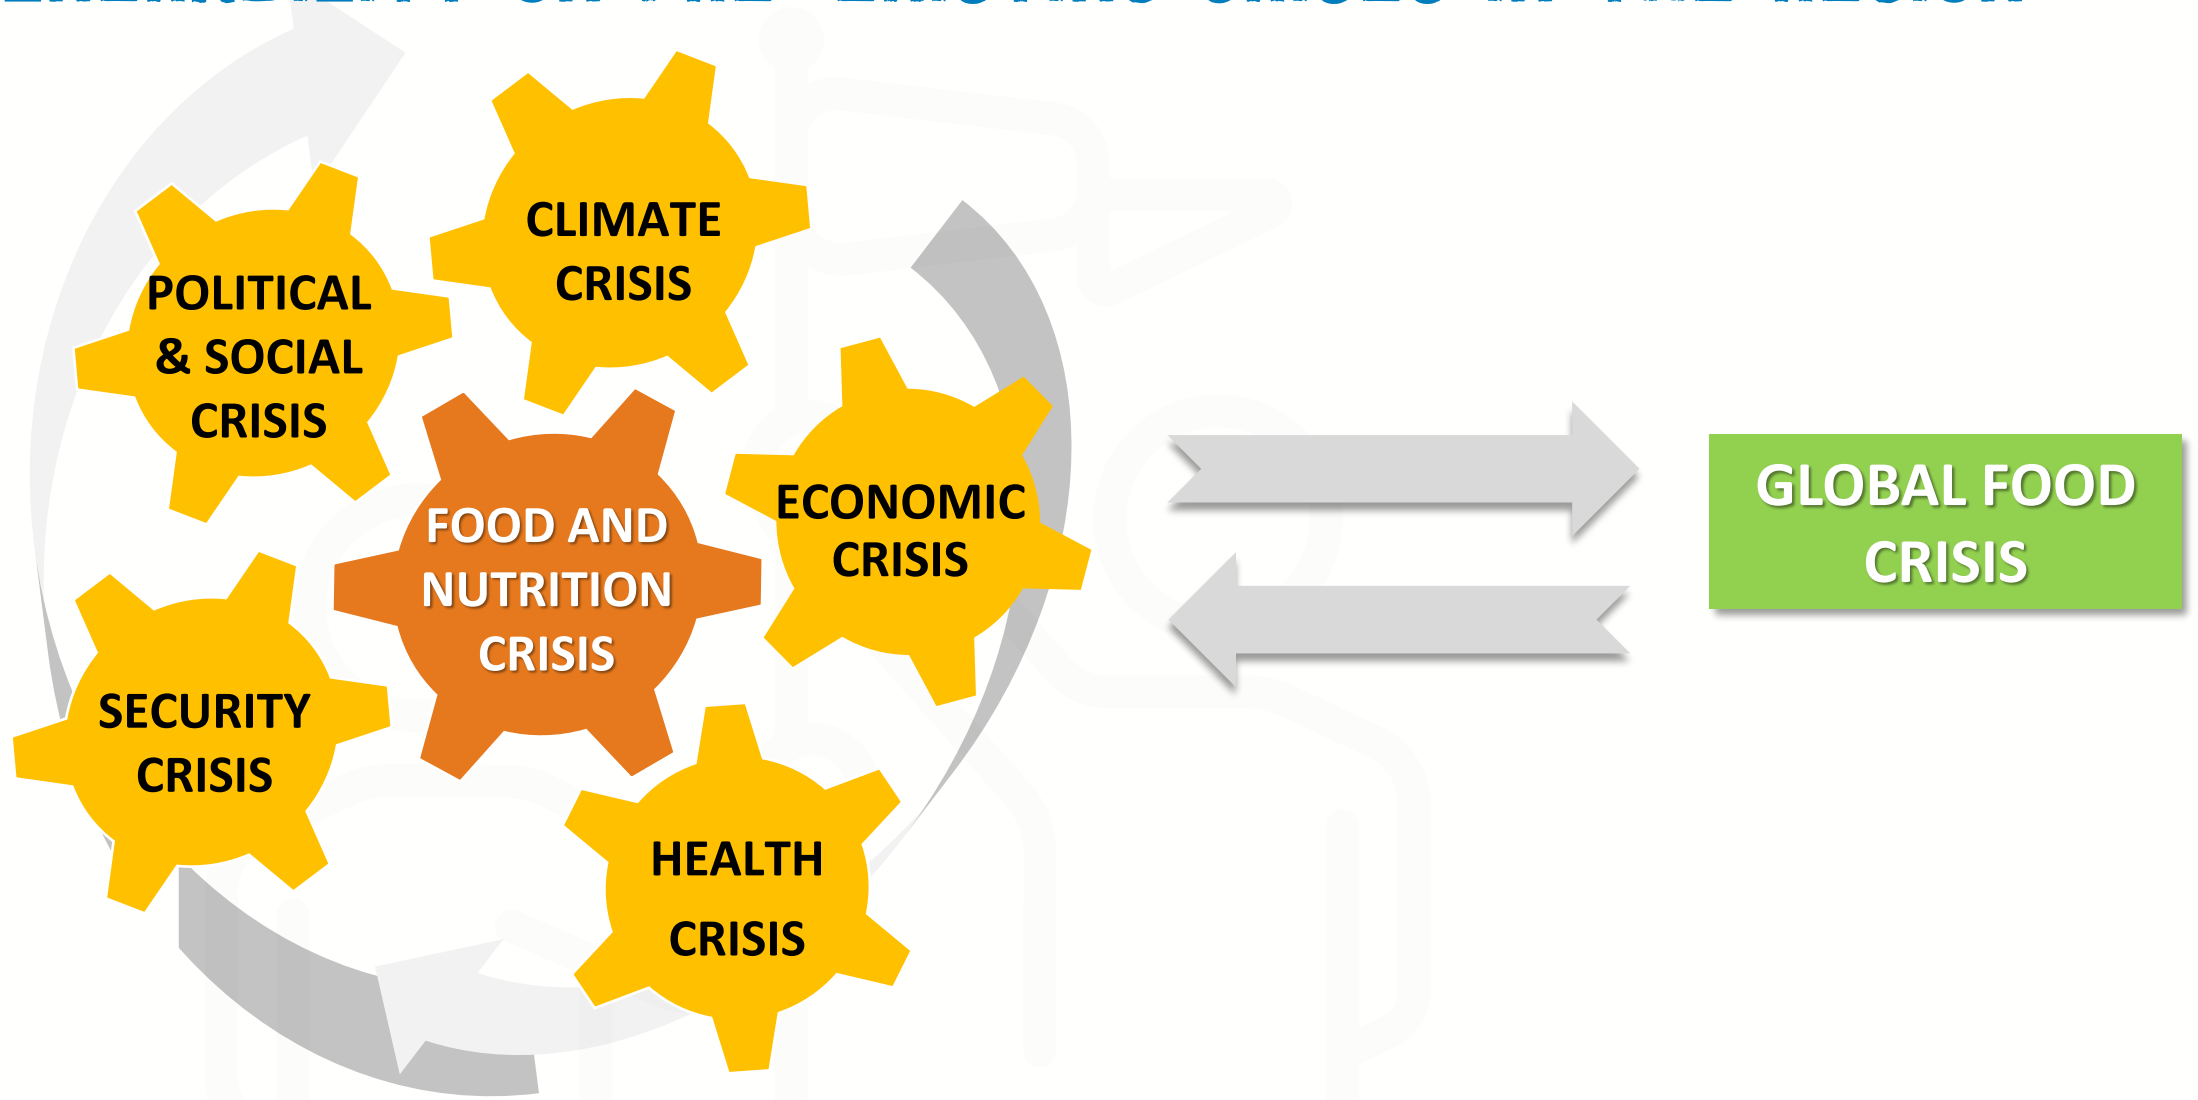 CLIMATE
CRISIS
POLITICAL
& SOCIAL
CRISIS
ECONOMIC
CRISIS
FOOD AND
NUTRITION
CRISIS
SECURITY
CRISIS
HEALTH
CRISIS
GLOBAL FOOD
CRISIS